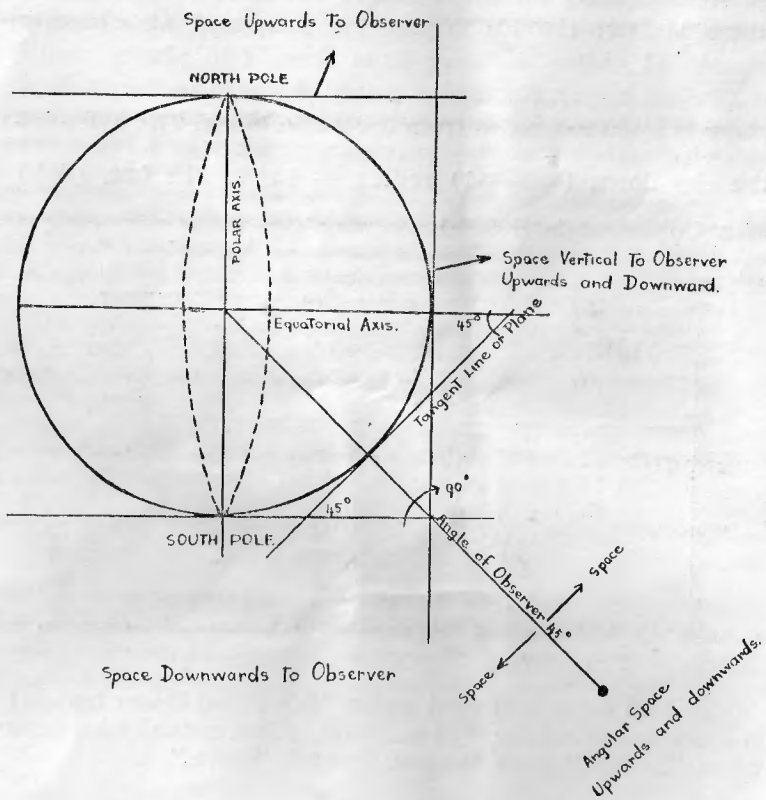 Space Upwards To Observer
NORTH POLE
POLAR AXIS.
Space Vertical To Observer
Upwards and Downward.
Equatorial Axis.
45°
Tangent Line or Plane
90°
45°
SOUTH POLE.
Angle of Observer 45°
Space
Space
Space Downwards To Observer
Angular Space
Upwards and downwards.